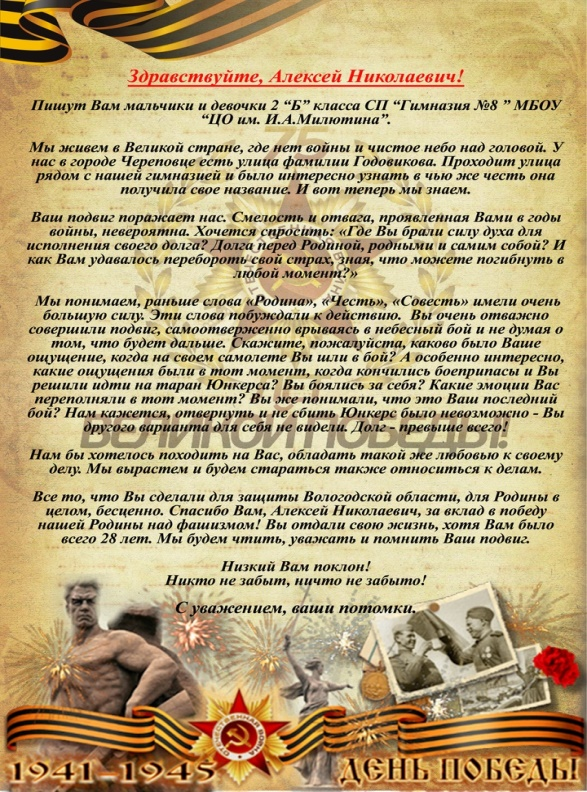 Здравствуйте, Алексей Николаевич!
Пишут Вам мальчики и девочки 2 “Б” класса СП “Гимназия №8 ” МБОУ
“ЦО им. И.А.Милютина”.
Мы живем в Великой стране, где нет войны и чистое небо над головой. У
нас в городе Череповце есть улица фамилии Годовикова. Проходит улица
рядом с нашей гимназией и было интересно узнать в чью же честь она
получила свое название. И вот теперь мы знаем.
Ваш подвиг поражает нас. Смелость и отвага, проявленная Вами в годы
войны, невероятна. Хочется спросить: «Где Вы брали силу духа для
исполнения своего долга? Долга перед Родиной, родными и самим собой? И
как Вам удавалось перебороть свой страх, зная, что можете погибнуть в
любой момент?»
Мы понимаем, раньше слова «Родина», «Честь», «Совесть» имели очень
большую силу. Эти слова побуждали к действию. Вы очень отважно
совершили подвиг, самоотверженно врываясь в небесный бой и не думая о
том, что будет дальше. Скажите, пожалуйста, каково было Ваше
ощущение, когда на своем самолете Вы шли в бой? А особенно интересно,
какие ощущения были в тот момент, когда кончились боеприпасы и Вы
решили идти на таран Юнкерса? Вы боялись за себя? Какие эмоции Вас
переполняли в тот момент? Вы же понимали, что это Ваш последний
бой? Нам кажется, отвернуть и не сбить Юнкерс было невозможно - Вы
другого варианта для себя не видели. Долг - превыше всего!
ВЕЛИКОЙ ПОБЕДЫ!
Нам бы хотелось походить на Вас, обладать такой же любовью к своему
делу. Мы вырастем и будем стараться также относиться к делам.
Все то, что Вы сделали для защиты Вологодской области, для Родины в
целом, бесценно. Спасибо Вам, Алексей Николаевич, за вклад в победу
нашей Родины над фашизмом! Вы отдали свою жизнь, хотя Вам было
всего 28 лет. Мы будем чтить, уважать и помнить Ваш подвиг.
Низкий Вам поклон!
Никто не забыт, ничто не забыто!
С уважением, ваши потомки.
ОТЕЧЕСТВЕННАЯ ВОЙНА
1941-1945 ДЕНЬ ПОБЕДЫ